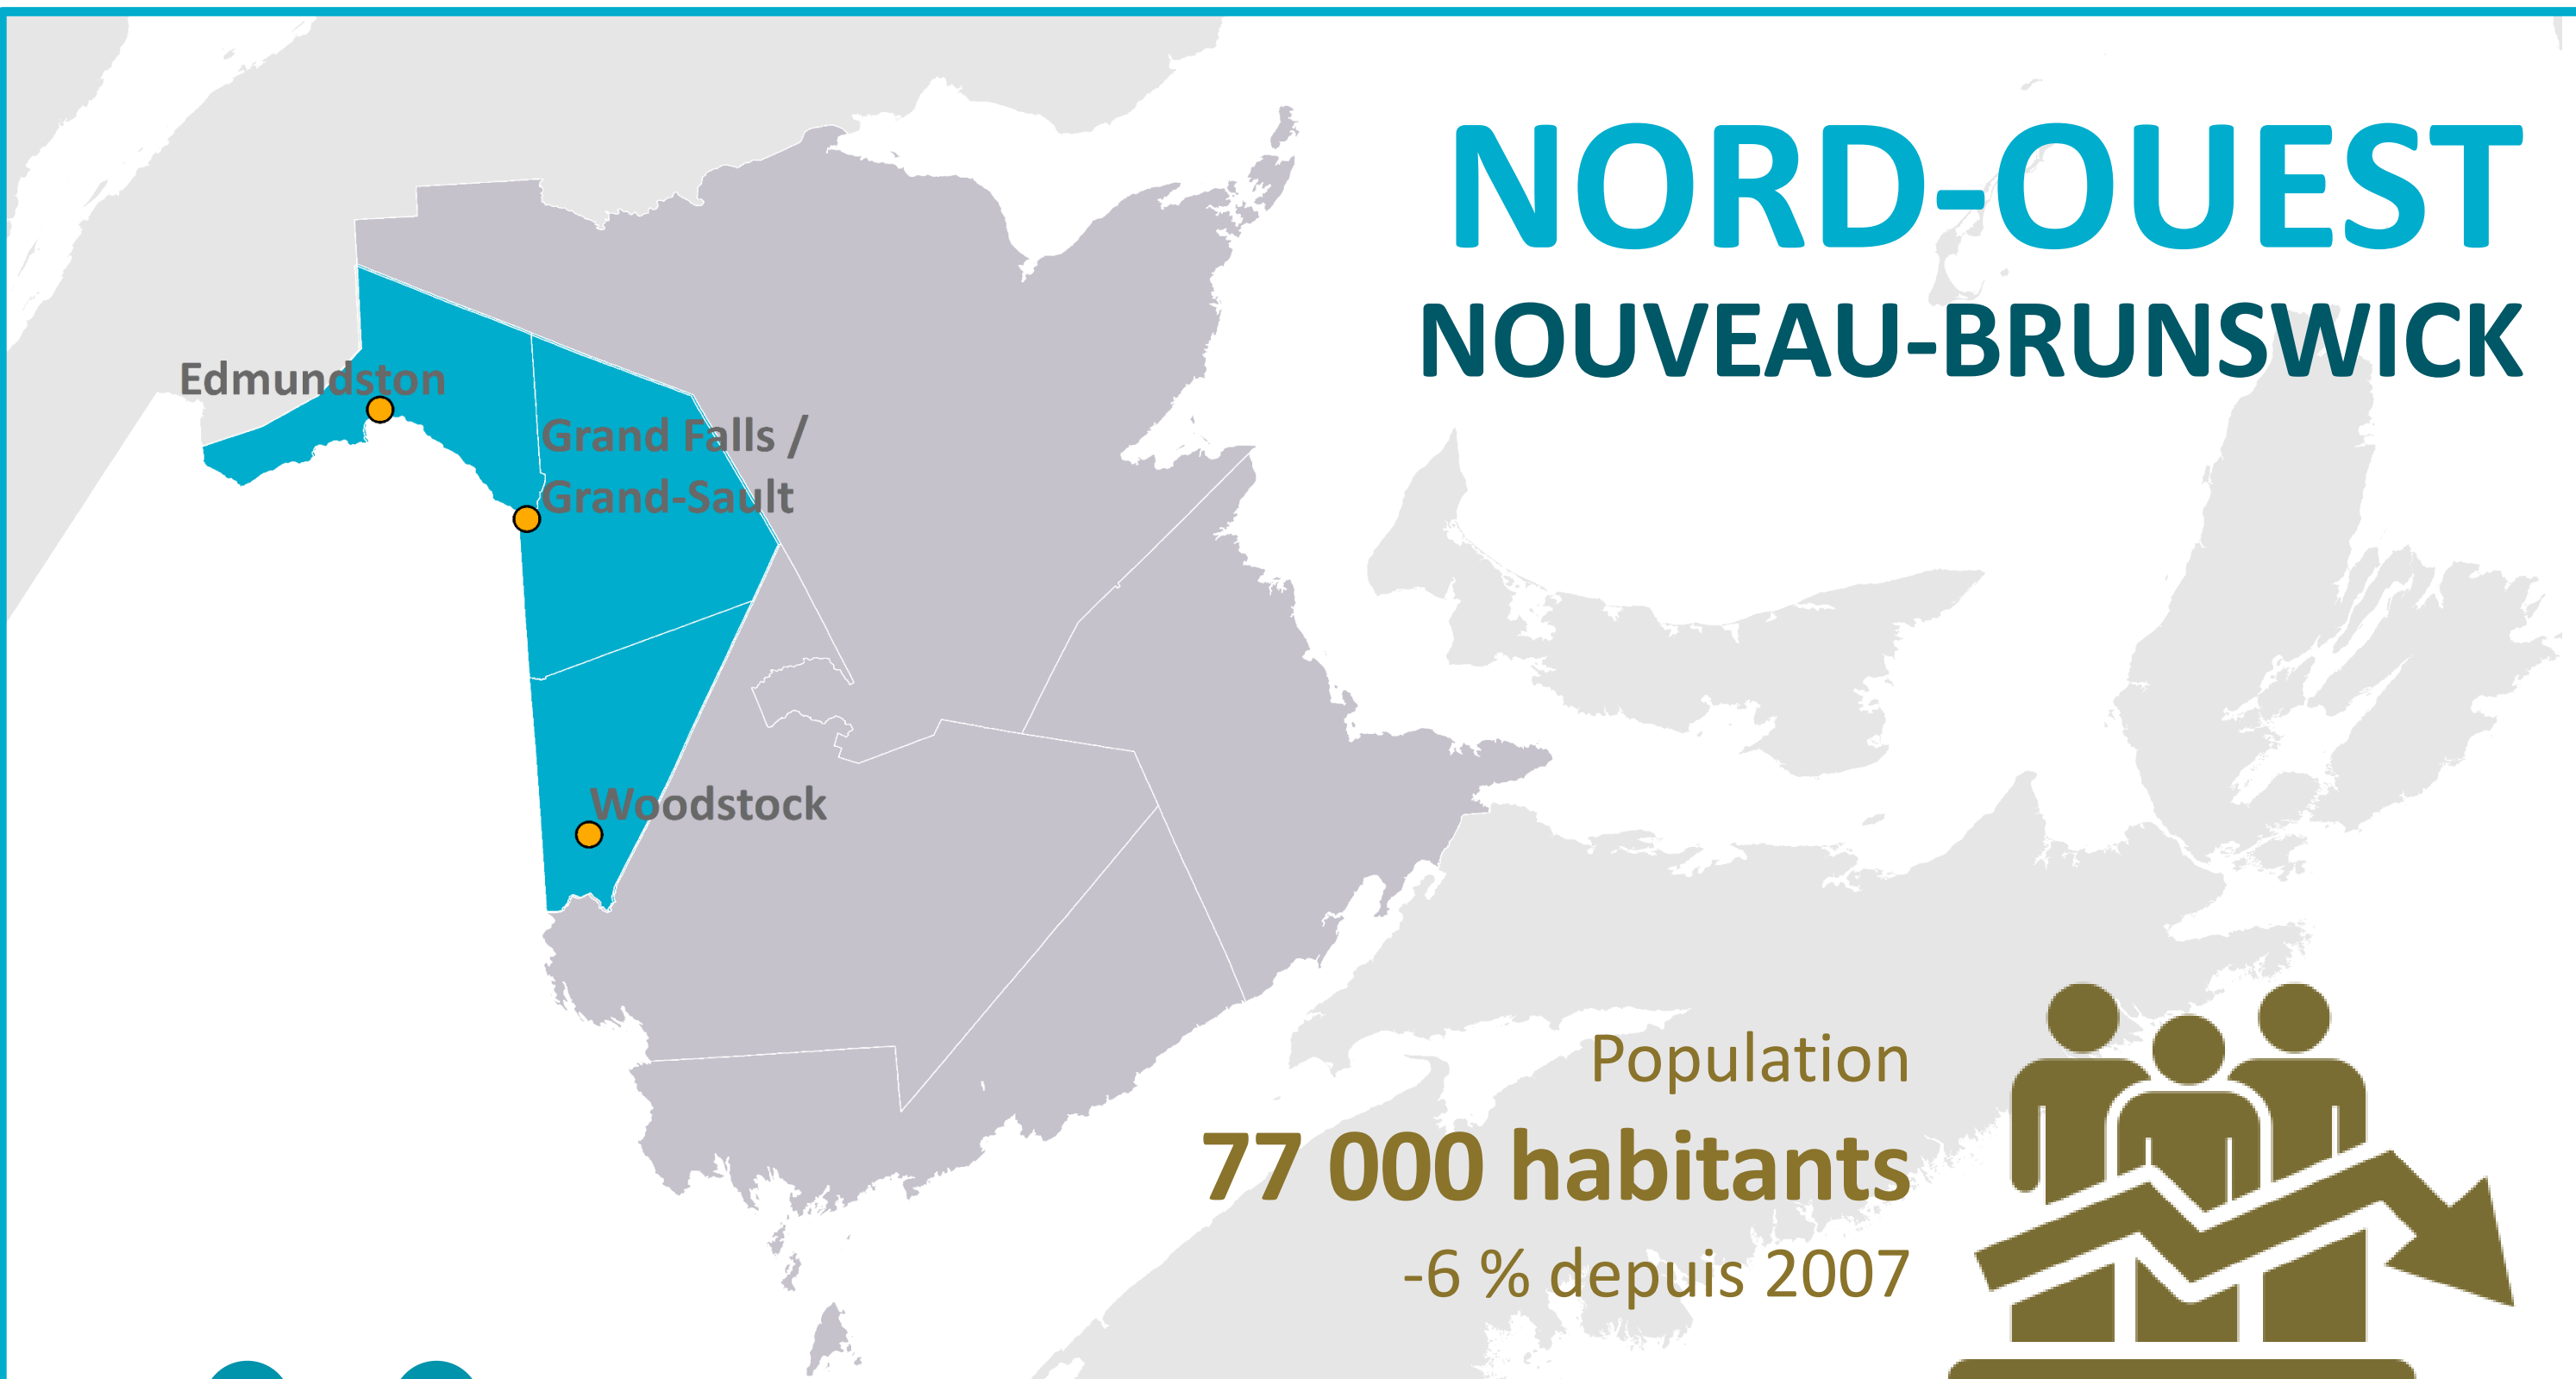 NORD-OUEST
NOUVEAU-BRUNSWICK
Edmundston
Grand Falls /
Grand-Sault
Woodstock
Population
77 000 habitants
-6 % depuis 2007